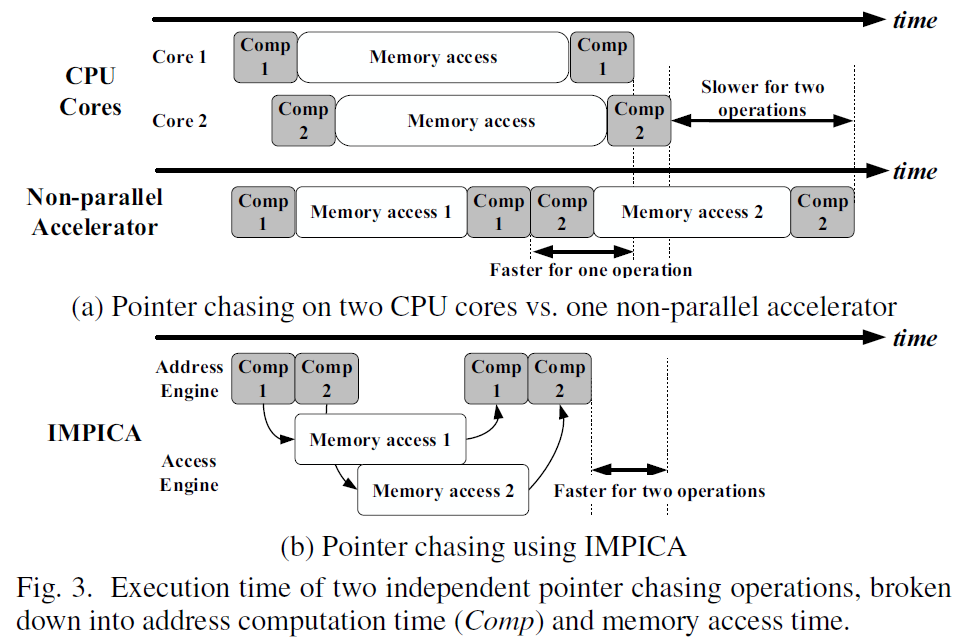 time
CPU
Cores
Core 1
Comp
1
Memory access
Comp
1
Core 2
Comp
2
Memory access
Comp
2
Slower for two
operations
Non-parallel
Accelerator
Comp
1
Memory access 1
Comp
1
Comp
2
Memory access 2
Comp
2
Faster for one operation
(a) Pointer chasing on two CPU cores vs. one non-parallel accelerator
time
IMPICA
Address
Engine
Comp
1
Comp
2
Comp
1
Comp
2
Access
Engine
Memory access 1
Memory access 2
Faster for two operations
(b) Pointer chasing using IMPICA
Fig. 3. Execution time of two independent pointer chasing operations, broken
down into address computation time (Comp) and memory access time.